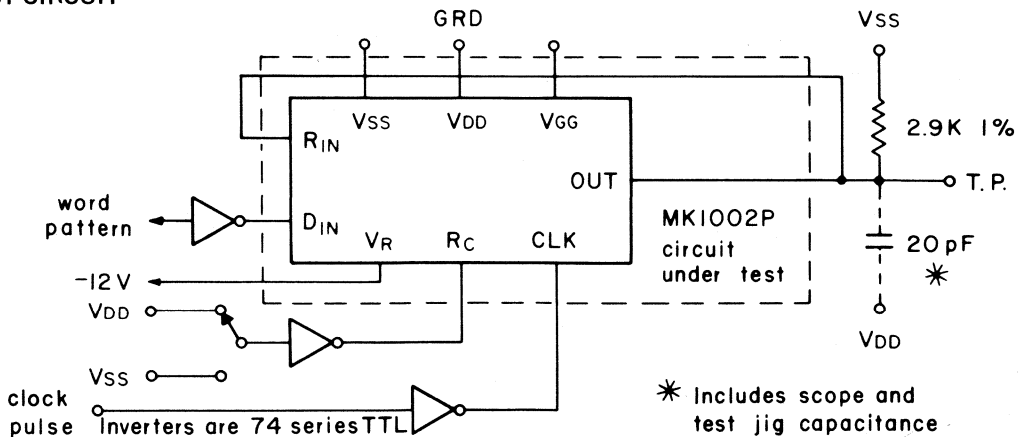 GRD
VSS
VSS
VDD
VGG
RIN
2.9K 1%
OUT
T.P.
word
pattern
DIN
MK1002P
circuit
under test
VR
RC
CLK
20pF
*
-12V
VDD
VDD
VSS
clock
pulse
Inverters are 74 series TTL
* Includes scope and
test jig capacitance